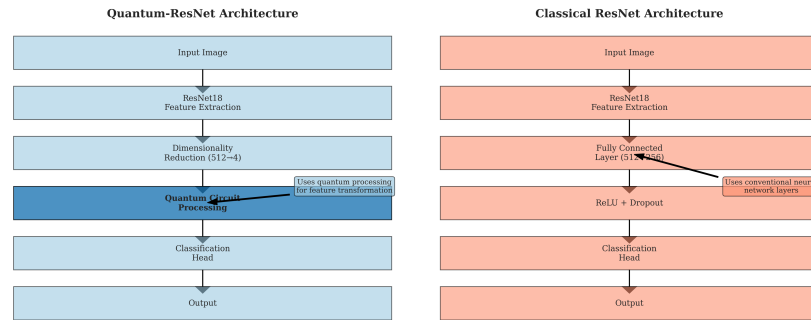 Quantum-ResNet Architecture
Input Image
ResNet18
Feature Extraction
Dimensionality
Reduction (512→4)
Quantum Circuit
Processing
Uses quantum processing
for feature transformation
Classification
Head
Output
Classical ResNet Architecture
Input Image
ResNet18
Feature Extraction
Fully Connected
Layer (512→256)
Uses conventional neur
network layers
ReLU + Dropout
Classification
Head
Output